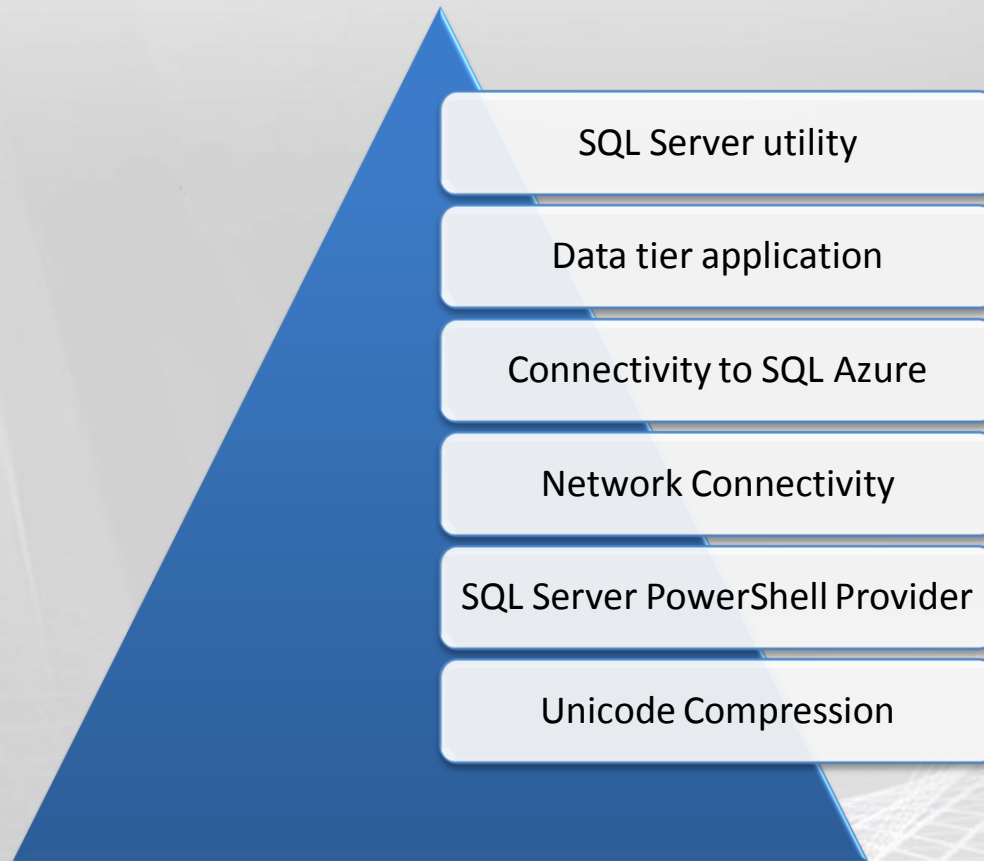 SQL Server utility
Data tier application
Connectivity to SQL Azure
Network Connectivity
SQL Server PowerShell Provider
Unicode Compression